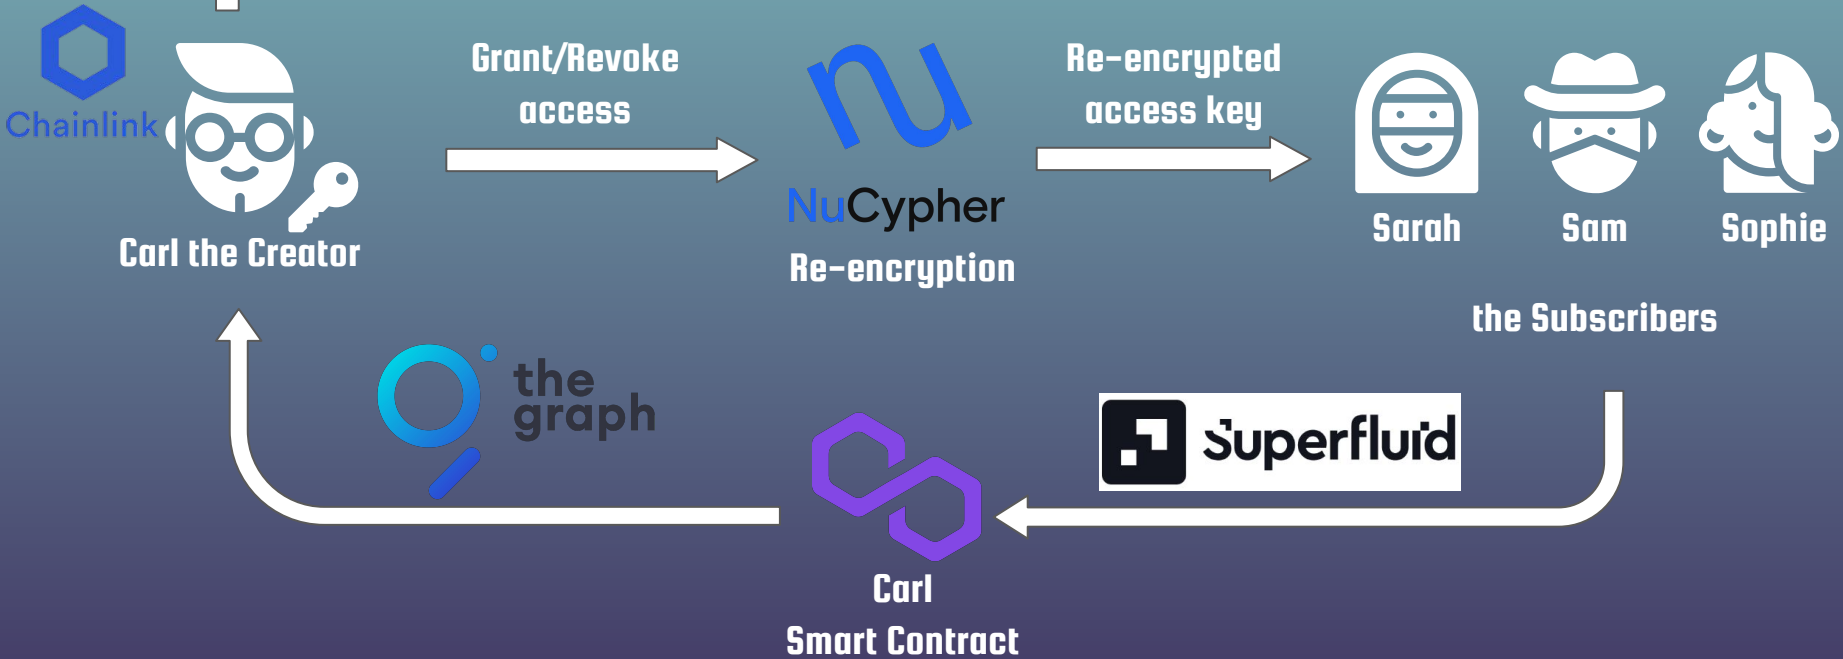 Chainlink
Grant/Revoke
access
Re-encrypted
access key
NuCypher
Re-encryption
Carl the Creator
Sarah
Sam
Sophie
the Subscribers
the
graph
Superfluid
Carl
Smart Contract